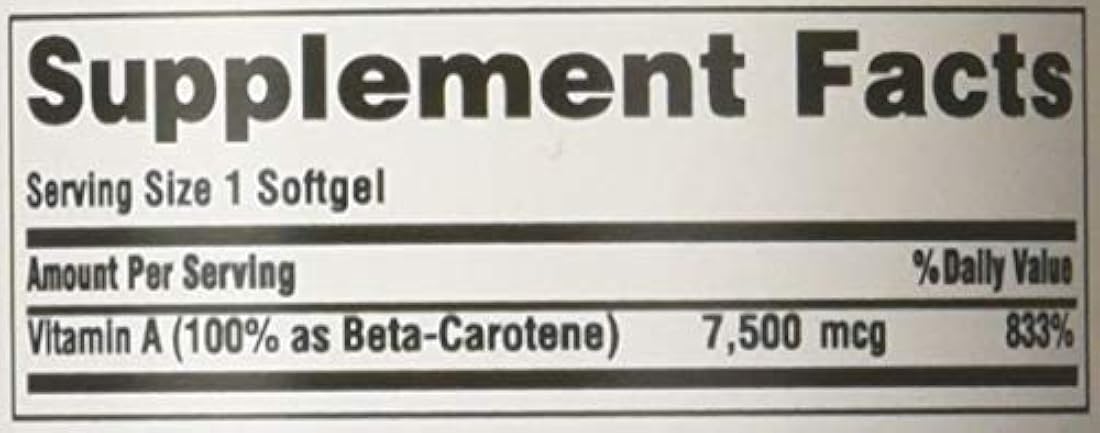 Supplement Facts
Serving Size 1 Softgel
Amount Per Serving % Daily Value
Vitamin A (100% as Beta-Carotene) 7,500 mcg 833%